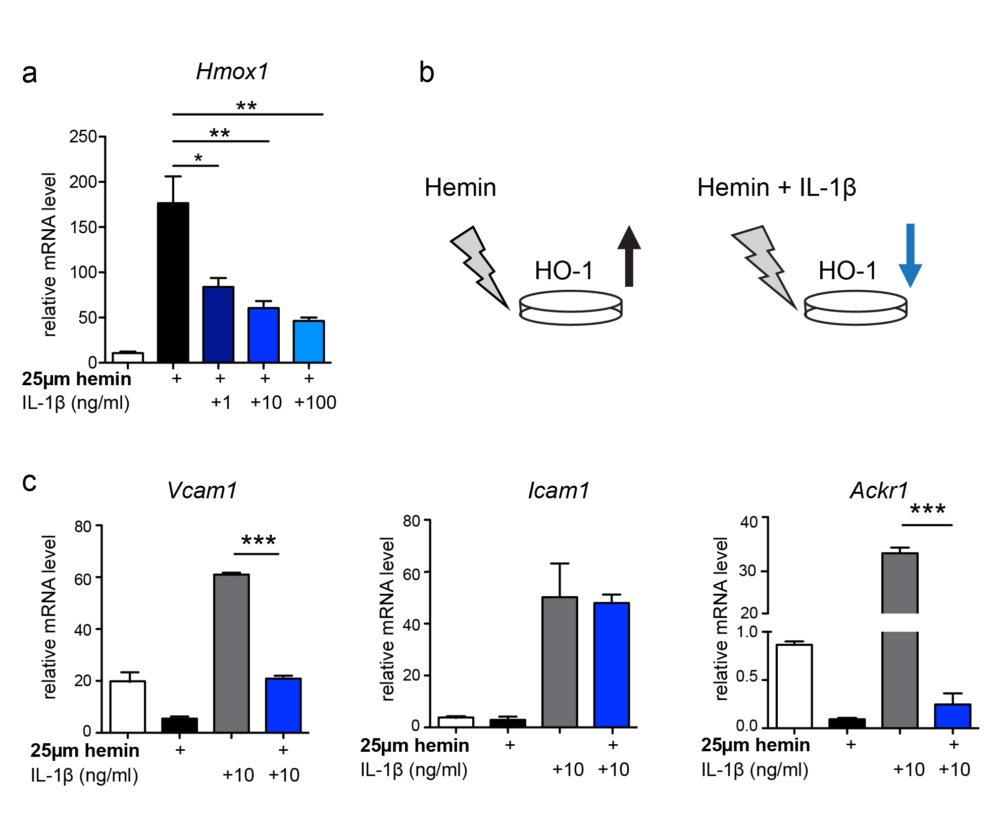 a
Hmox1
**
**
*
250
200
150
100
50
0
relative mRNA level
25µm hemin + + + +
IL-1β (ng/ml) +1 +10 +100
b
Hemin
HO-1
Hemin + IL-1β
HO-1
c
Vcam1
***
80
60
40
20
0
relative mRNA level
25µm hemin + +
IL-1β (ng/ml) +10 +10
Icam1
80
60
40
20
0
relative mRNA level
25µm hemin + +
IL-1β (ng/ml) +10 +10
Ackr1
***
40
30
20
1.0
0.5
0.0
relative mRNA level
25µm hemin + +
IL-1β (ng/ml) +10 +10